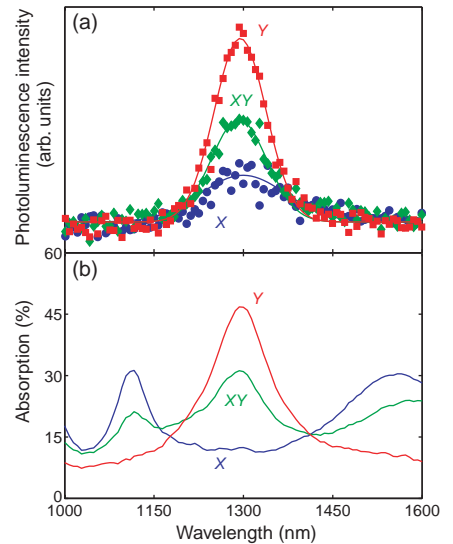 (a)
Y
XY
X
Photoluminescence intensity
(arb. units)
60
(b)
Y
45
30
XY
15
X
Absorption (%)
0
1000 1150 1300 1450 1600
Wavelength (nm)